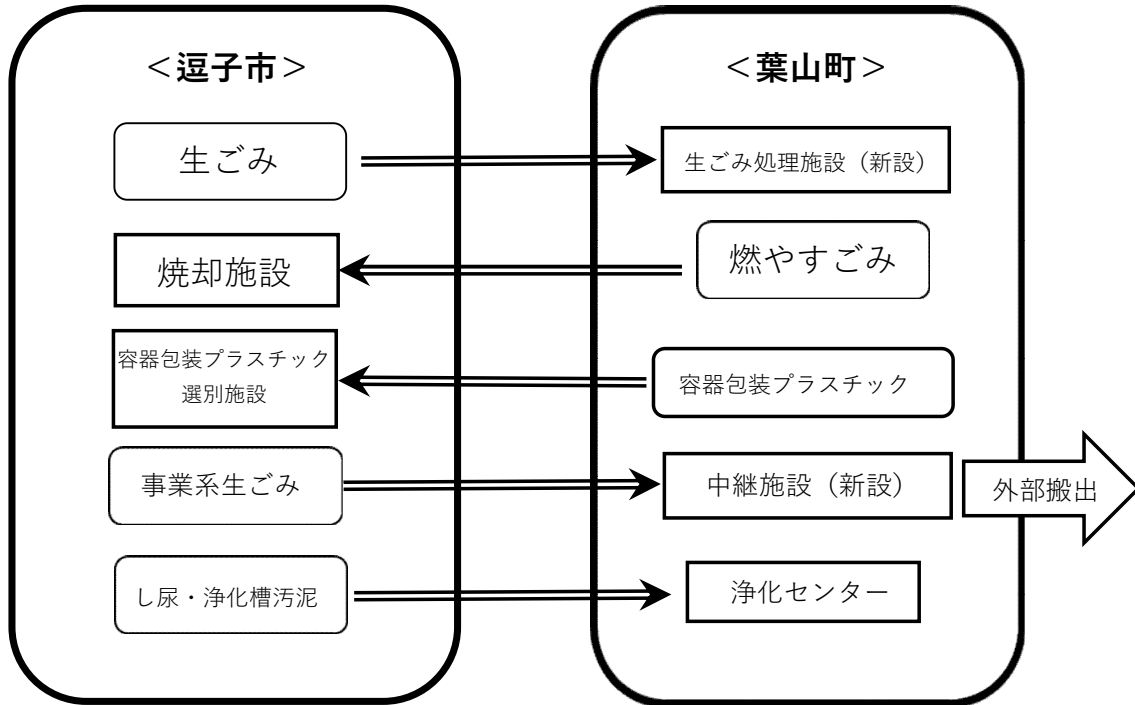 ＜逗子市＞
＜葉山町＞
生ごみ
生ごみ処理施設（新設）
焼却施設
燃やすごみ
容器包装プラスチック
選別施設
容器包装プラスチック
事業系生ごみ
中継施設（新設）
外部搬出
し尿・浄化槽汚泥
浄化センター